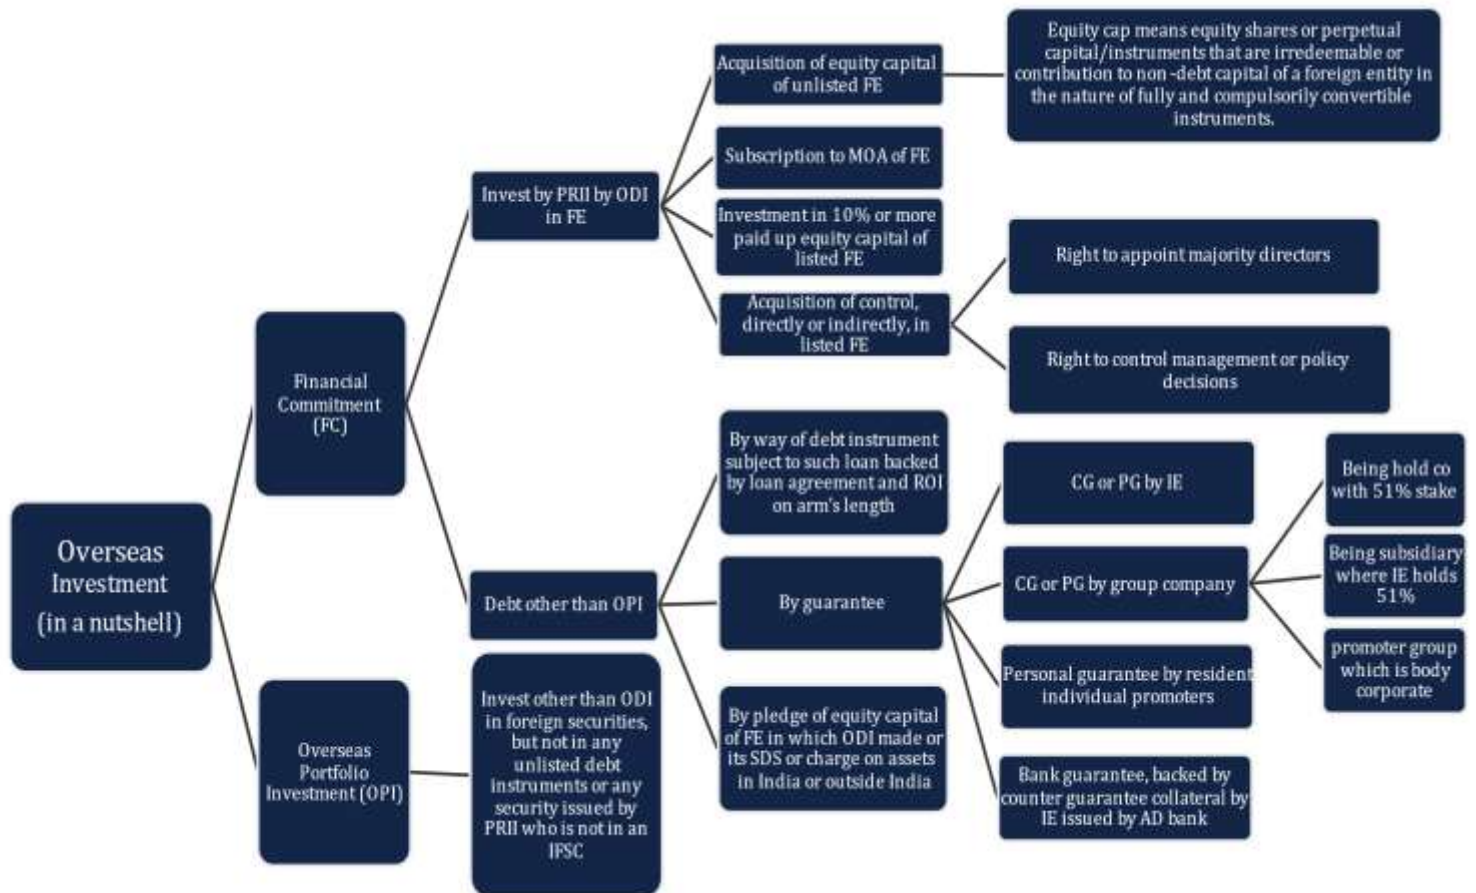 Overseas
Investment
(in a nutshell)
Financial
Commitment
(FC)
Overseas
Portfolio
Investment (OPI)
Invest by PRII by ODI
in FE
Debt other than OPI
Invest other than ODI
in foreign securities,
but not in any
unlisted debt
instruments or any
security issued by
PRII who is not in an
IFSC
Acquisition of equity capital
of unlisted FE
Subscription to MOA of FE
Investment in 10% or more
paid up equity capital of
listed FE
Acquisition of control,
directly or indirectly, in
listed FE
By way of debt instrument
subject to such loan backed
by loan agreement and ROI
on arm's length
By guarantee
By pledge of equity capital
of FE in which ODI made or
its SDS or charge on assets
in India or outside India
Equity cap means equity shares or perpetual
capital/instruments that are irredeemable or
contribution to non -debt capital of a foreign entity in
the nature of fully and compulsorily convertible
instruments.
Right to appoint majority directors
Right to control management or policy
decisions
CG or PG by IE
CG or PG by group company
Personal guarantee by resident
individual promoters
Bank guarantee, backed by
counter guarantee collateral by
IE issued by AD bank
Being hold co
with 51% stake
Being subsidiary
where IE holds
51%
promoter group
which is body
corporate